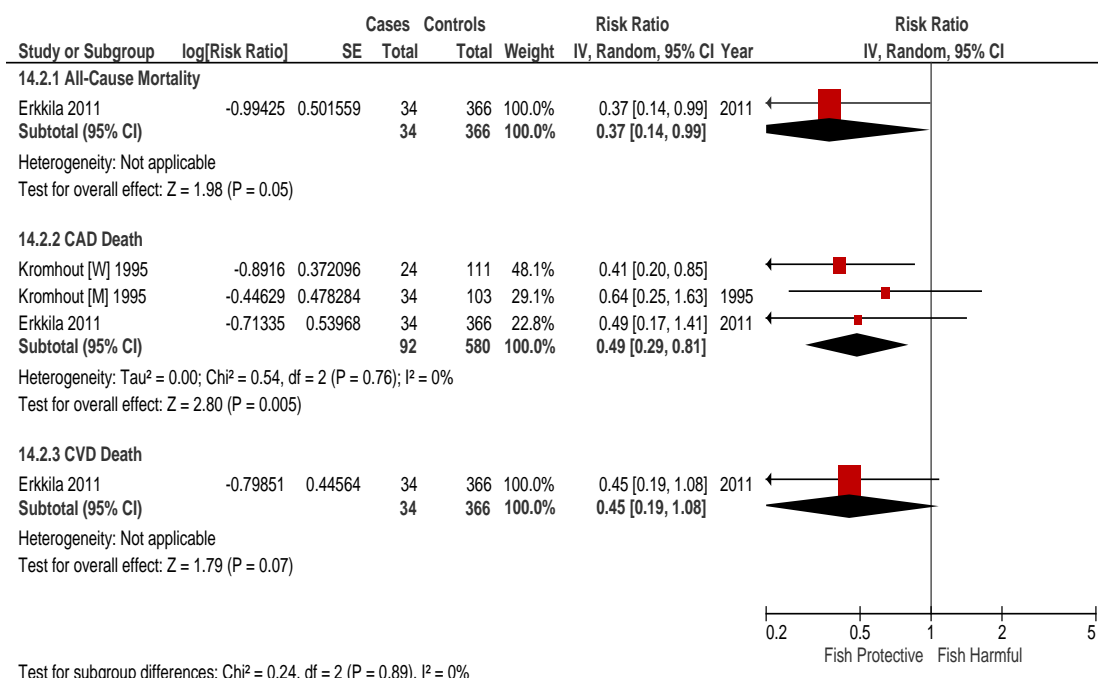 Cases Controls Risk Ratio Risk Ratio
Study or Subgroup log[Risk Ratio] SE Total Total Weight IV, Random, 95% CI Year IV, Random, 95% CI
14.2.1 All-Cause Mortality
Erkkila 2011 -0.99425 0.501559 34 366 100.0% 0.37 [0.14, 0.99] 2011
Subtotal (95% CI) 34 366 100.0% 0.37 [0.14, 0.99]
Heterogeneity: Not applicable
Test for overall effect: Z = 1.98 (P = 0.05)
14.2.2 CAD Death
Kromhout [W] 1995 -0.8916 0.372096 24 111 48.1% 0.41 [0.20, 0.85]
Kromhout [M] 1995 -0.44629 0.478284 34 103 29.1% 0.64 [0.25, 1.63] 1995
Erkkila 2011 -0.71335 0.53968 34 366 22.8% 0.49 [0.17, 1.41] 2011
Subtotal (95% CI) 92 580 100.0% 0.49 [0.29, 0.81]
Heterogeneity: Tau² = 0.00; Chi² = 0.54, df = 2 (P = 0.76); I² = 0%
Test for overall effect: Z = 2.80 (P = 0.005)
14.2.3 CVD Death
Erkkila 2011 -0.79851 0.44564 34 366 100.0% 0.45 [0.19, 1.08] 2011
Subtotal (95% CI) 34 366 100.0% 0.45 [0.19, 1.08]
Heterogeneity: Not applicable
Test for overall effect: Z = 1.79 (P = 0.07)
0.2 0.5 1 2 5
Fish Protective Fish Harmful
Test for subgroup differences: Chi² = 0.24, df = 2 (P = 0.89), I² = 0%